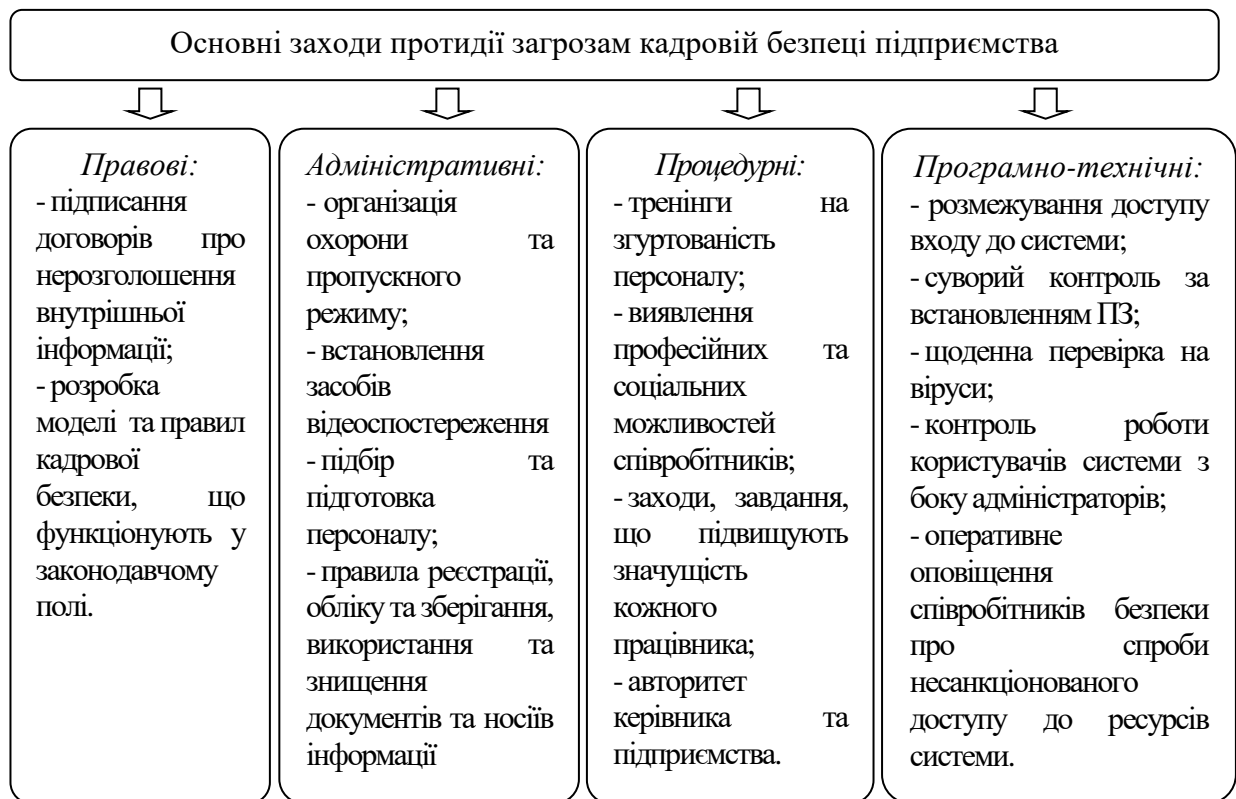 Основні заходи протидії загрозам кадровій безпеці підприємства
Правові:
- підписання
договорів про
нерозголошення
внутрішньої
інформації;
- розробка
моделі та правил
кадрової
безпеки, що
функціонують у
законодавчому
полі.
Адміністративні:
- організація
охорони та
пропускного
режиму;
- встановлення
засобів
відеоспостереження
- підбір та
підготовка
персоналу;
- правила реєстрації,
обліку та зберігання,
використання та
знищення
документів та носіїв
інформації
Процедурні:
- тренінги на
згуртованість
персоналу;
- виявлення
професійних та
соціальних
можливостей
співробітників;
- заходи, завдання,
що підвищують
значущість
кожного
працівника;
- авторитет
керівника та
підприємства.
Програмно-технічні:
- розмежування доступу
входу до системи;
- суворий контроль за
встановленням ПЗ;
- щоденна перевірка на
віруси;
- контроль роботи
користувачів системи з
боку адміністраторів;
- оперативне
оповіщення
співробітників безпеки
про спроби
несанкціонованого
доступу до ресурсів
системи.